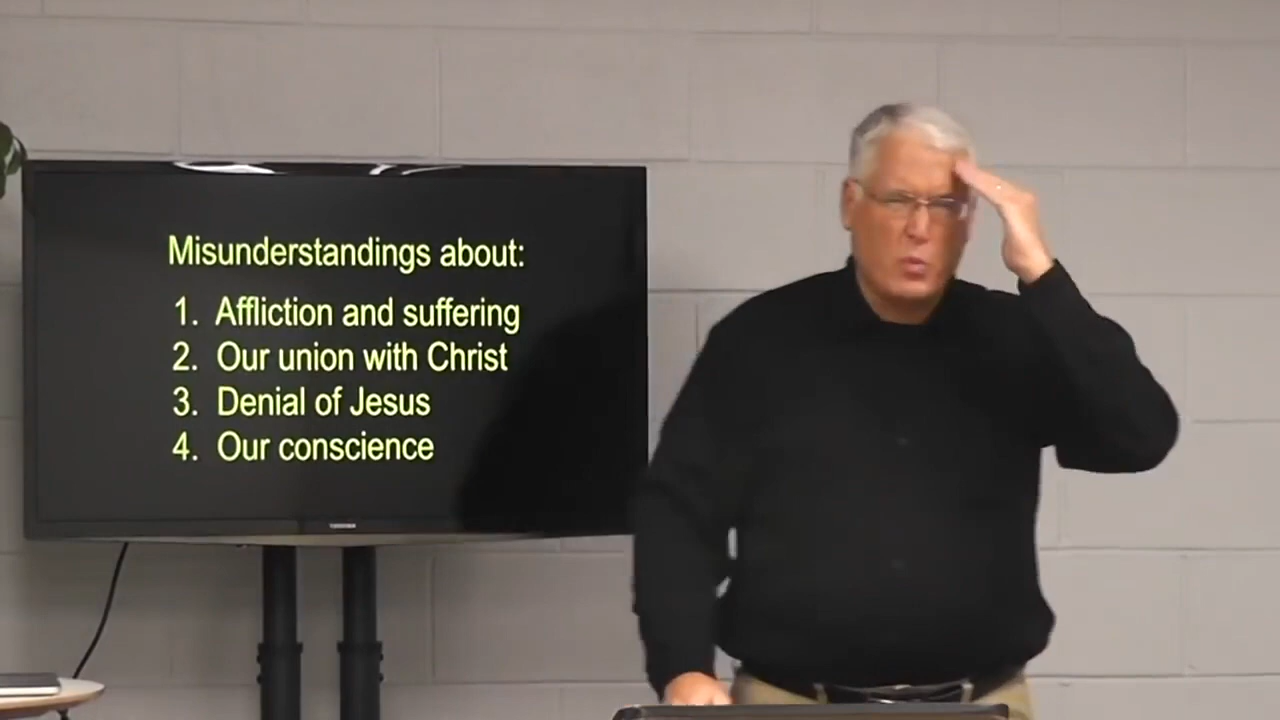 Misunderstandings about:
1. Affliction and suffering
2. Our union with Christ
3. Denial of Jesus
4. Our conscience